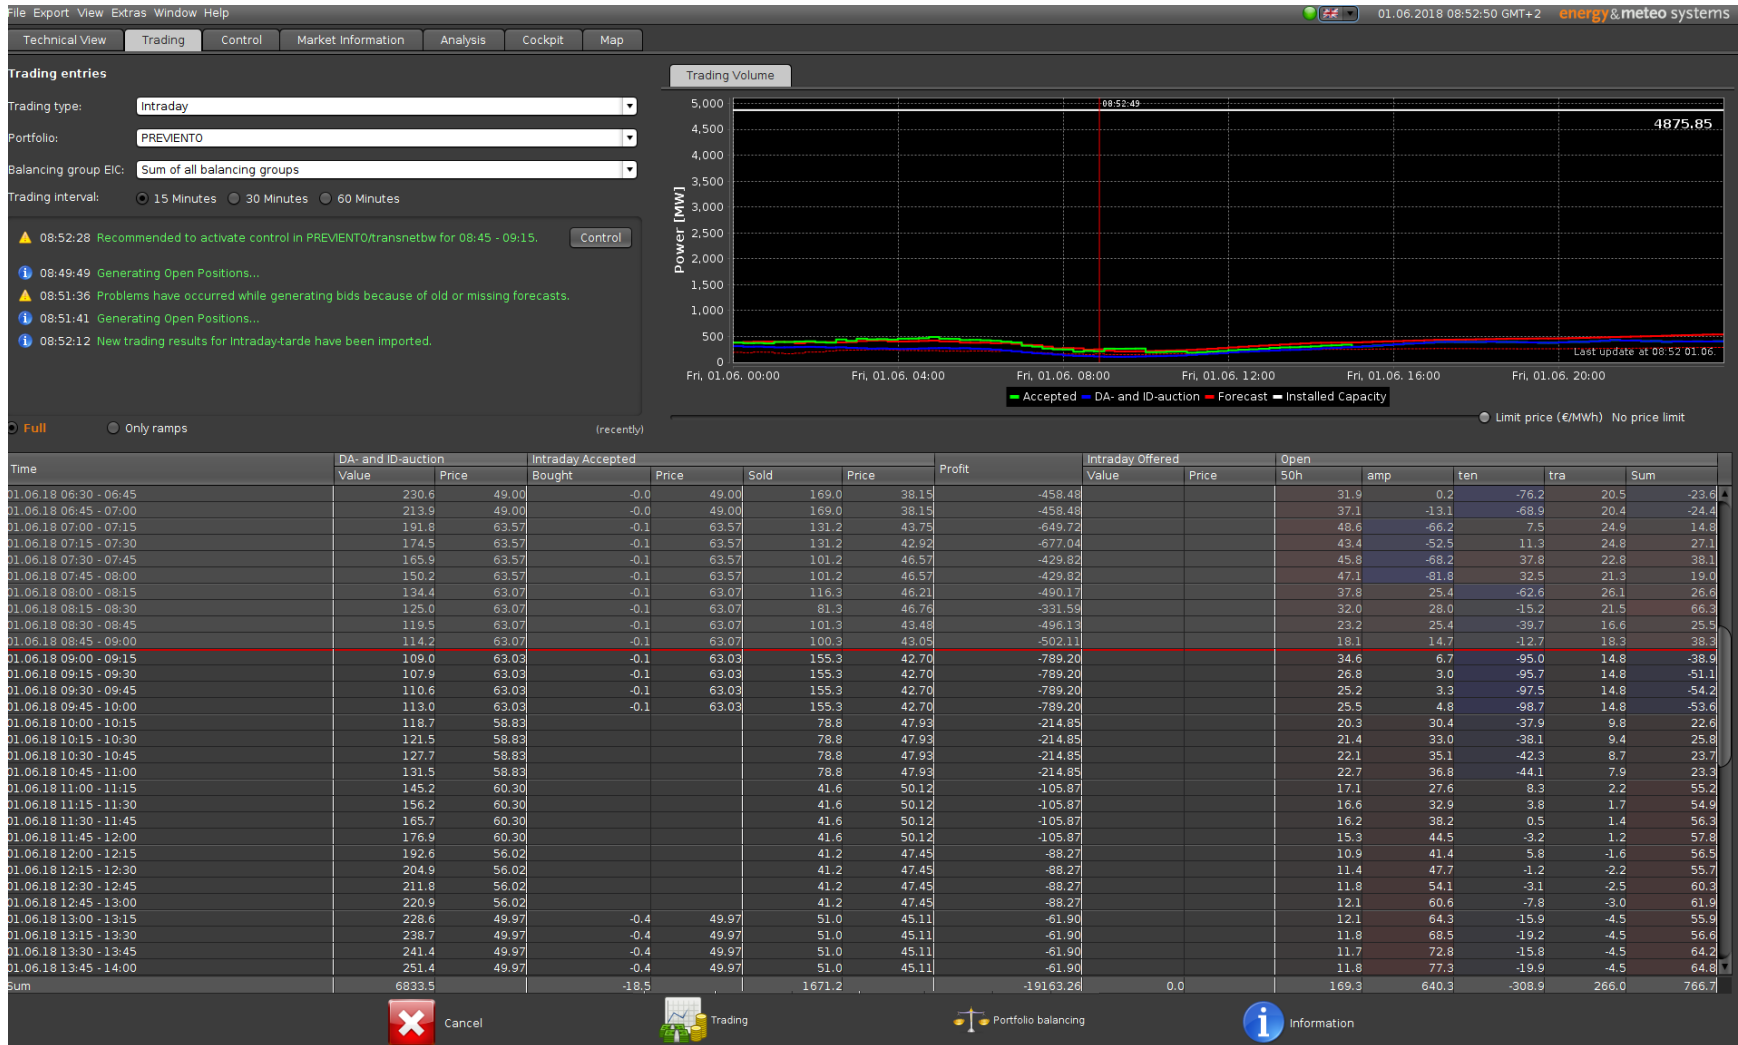 File Export View Extras Window Help
01.06.2018 08:52:50 GMT+2 energy&meteo systems
Technical View Trading Control Market Information Analysis Cockpit Map
Trading entries
Trading type: Intraday
Portfolio: PREVIENTO
Balancing group EIC: Sum of all balancing groups
Trading interval: 15 Minutes 30 Minutes 60 Minutes
08:52:28 Recommended to activate control in PREVIENTO/transnetbw for 08:45 - 09:15. Control
08:49:49 Generating Open Positions...
08:51:36 Problems have occurred while generating bids because of old or missing forecasts.
08:51:41 Generating Open Positions...
08:52:12 New trading results for Intraday-tarde have been imported.
Full Only ramps (recently)
Trading Volume
08:52:49
4875.85
Power [MW]
5,000
4,500
4,000
3,500
3,000
2,500
2,000
1,500
1,000
500
0
Last update at 08:52 01.06.
Fri, 01.06. 00:00 Fri, 01.06. 04:00 Fri, 01.06. 08:00 Fri, 01.06. 12:00 Fri, 01.06. 16:00 Fri, 01.06. 20:00
Accepted DA- and ID-auction Forecast Installed Capacity
Limit price (€/MWh) No price limit
Time DA- and ID-auction Intraday Accepted Profit Intraday Offered Open
Value Price Bought Price Sold Price Value Price 50h amp ten tra Sum
01.06.18 06:30 - 06:45 230.6 49.00 -0.0 49.00 169.0 38.15 -458.48 31.9 0.2 -76.2 20.5 -23.6
01.06.18 06:45 - 07:00 213.9 49.00 -0.0 49.00 169.0 38.15 -458.48 37.1 -13.1 -68.9 20.4 -24.4
01.06.18 07:00 - 07:15 191.8 63.57 -0.1 63.57 131.2 43.75 -649.72 48.6 -66.2 7.5 24.9 14.8
01.06.18 07:15 - 07:30 174.5 63.57 -0.1 63.57 131.2 42.92 -677.04 43.4 -52.5 11.3 24.8 27.1
01.06.18 07:30 - 07:45 165.9 63.57 -0.1 63.57 101.2 46.57 -429.82 45.8 -68.2 37.8 22.8 38.1
01.06.18 07:45 - 08:00 150.2 63.57 -0.1 63.57 101.2 46.57 -429.82 47.1 -81.8 32.5 21.3 19.0
01.06.18 08:00 - 08:15 134.4 63.07 -0.1 63.07 116.3 46.21 -490.17 37.8 25.4 -62.6 26.1 26.6
01.06.18 08:15 - 08:30 125.0 63.07 -0.1 63.07 81.3 46.76 -331.59 32.0 28.0 -15.2 21.5 66.3
01.06.18 08:30 - 08:45 119.5 63.07 -0.1 63.07 101.3 43.48 -496.13 23.2 25.4 -39.7 16.6 25.5
01.06.18 08:45 - 09:00 114.2 63.07 -0.1 63.07 100.3 43.05 -502.11 18.1 14.7 -12.7 18.3 38.3
01.06.18 09:00 - 09:15 109.0 63.03 -0.1 63.03 155.3 42.70 -789.20 34.6 6.7 -95.0 14.8 -38.9
01.06.18 09:15 - 09:30 107.9 63.03 -0.1 63.03 155.3 42.70 -789.20 26.8 3.0 -95.7 14.8 -51.1
01.06.18 09:30 - 09:45 110.6 63.03 -0.1 63.03 155.3 42.70 -789.20 25.2 3.3 -97.5 14.8 -54.2
01.06.18 09:45 - 10:00 113.0 63.03 -0.1 63.03 155.3 42.70 -789.20 25.5 4.8 -98.7 14.8 -53.6
01.06.18 10:00 - 10:15 118.7 58.83 78.8 47.93 -214.85 20.3 30.4 -37.9 9.8 22.6
01.06.18 10:15 - 10:30 121.5 58.83 78.8 47.93 -214.85 21.4 33.0 -38.1 9.4 25.8
01.06.18 10:30 - 10:45 127.7 58.83 78.8 47.93 -214.85 22.1 35.1 -42.3 8.7 23.7
01.06.18 10:45 - 11:00 131.5 58.83 78.8 47.93 -214.85 22.7 36.8 -44.1 7.9 23.3
01.06.18 11:00 - 11:15 145.2 60.30 41.6 50.12 -105.87 17.1 27.6 8.3 2.2 55.2
01.06.18 11:15 - 11:30 156.2 60.30 41.6 50.12 -105.87 16.6 32.9 3.8 1.7 54.9
01.06.18 11:30 - 11:45 165.7 60.30 41.6 50.12 -105.87 16.2 38.2 0.5 1.4 56.3
01.06.18 11:45 - 12:00 176.9 60.30 41.6 50.12 -105.87 15.3 44.5 -3.2 1.2 57.8
01.06.18 12:00 - 12:15 192.6 56.02 41.2 47.45 -88.27 10.9 41.4 5.8 -1.6 56.5
01.06.18 12:15 - 12:30 204.9 56.02 41.2 47.45 -88.27 11.4 47.7 -1.2 -2.2 55.7
01.06.18 12:30 - 12:45 211.8 56.02 41.2 47.45 -88.27 11.8 54.1 -3.1 -2.5 60.3
01.06.18 12:45 - 13:00 220.9 56.02 41.2 47.45 -88.27 12.1 60.6 -7.8 -3.0 61.9
01.06.18 13:00 - 13:15 228.6 49.97 -0.4 49.97 51.0 45.11 -61.90 12.1 64.3 -15.9 -4.5 55.9
01.06.18 13:15 - 13:30 238.7 49.97 -0.4 49.97 51.0 45.11 -61.90 11.8 68.5 -19.2 -4.5 56.6
01.06.18 13:30 - 13:45 241.4 49.97 -0.4 49.97 51.0 45.11 -61.90 11.7 72.8 -15.8 -4.5 64.2
01.06.18 13:45 - 14:00 251.4 49.97 -0.4 49.97 51.0 45.11 -61.90 11.8 77.3 -19.9 -4.5 64.8
Sum 6833.5 -18.5 1671.2 -19163.26 0.0 169.3 640.3 -308.9 266.0 766.7
Cancel Trading Portfolio balancing Information